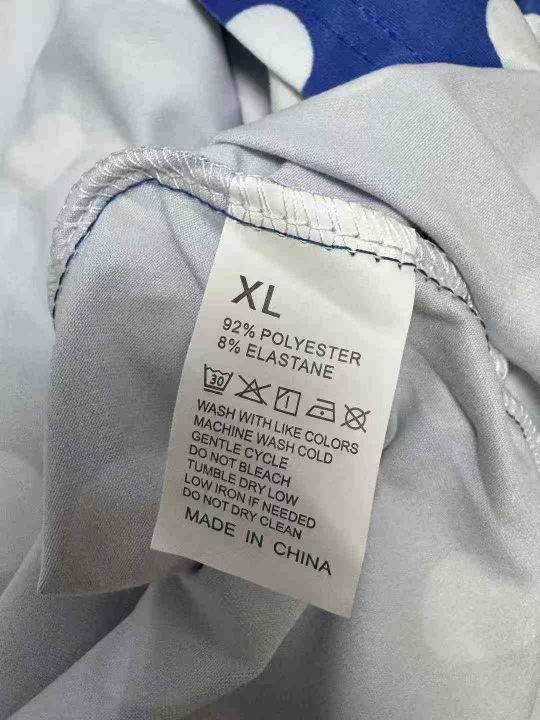 XL
92% POLYESTER
8% ELASTANE
30
WASH WITH LIKE COLORS
MACHINE WASH COLD
GENTLE CYCLE
DO NOT BLEACH
TUMBLE DRY LOW
LOW IRON IF NEEDED
DO NOT DRY CLEAN
MADE IN CHINA